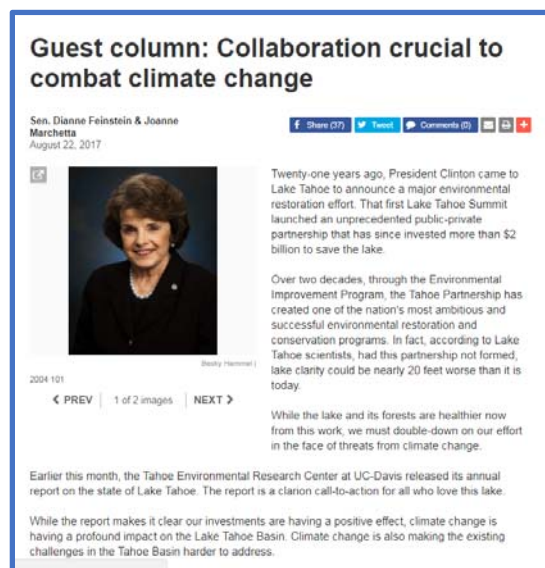 Guest column: Collaboration crucial to
combat climate change
Sen. Dianne Feinstein & Joanne
Marchetta
August 22, 2017
Share (37)
Tweet
Comments (0)
Twenty-one years ago, President Clinton came to
Lake Tahoe to announce a major environmental
restoration effort. That first Lake Tahoe Summit
launched an unprecedented public-private
partnership that has since invested more than $2
billion to save the lake.
Over two decades, through the Environmental
Improvement Program, the Tahoe Partnership has
created one of the nation's most ambitious and
successful environmental restoration and
conservation programs. In fact, according to Lake
Tahoe scientists, had this partnership not formed,
lake clarity could be nearly 20 feet worse than it is
today.
While the lake and its forests are healthier now
from this work, we must double-down on our effort
in the face of threats from climate change.
Becky Hammel |
2004 101
PREV
1 of 2 images
NEXT
Earlier this month, the Tahoe Environmental Research Center at UC-Davis released its annual
report on the state of Lake Tahoe. The report is a clarion call-to-action for all who love this lake.
While the report makes it clear our investments are having a positive effect, climate change is
having a profound impact on the Lake Tahoe Basin. Climate change is also making the existing
challenges in the Tahoe Basin harder to address.